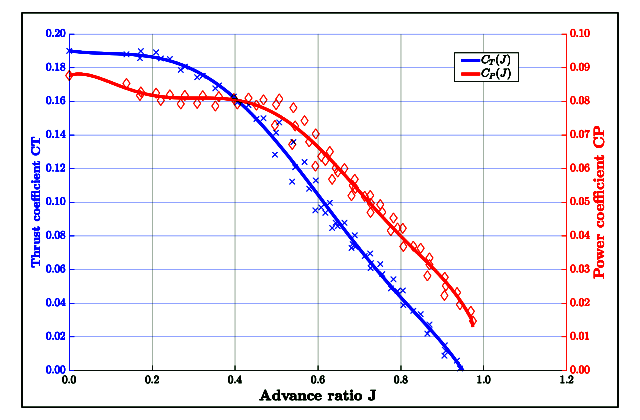 0.20 0.10
0.18 0.09
0.16 0.08
0.14 0.07
0.12 0.06
0.10 0.05
0.08 0.04
0.06 0.03
0.04 0.02
0.02 0.01
0.00 0.00
0.0 0.2 0.4 0.6 0.8 1.0 1.2
Advance ratio J
Thrust coefficient CT
Power coefficient CP
C_T(J)
C_P(J)